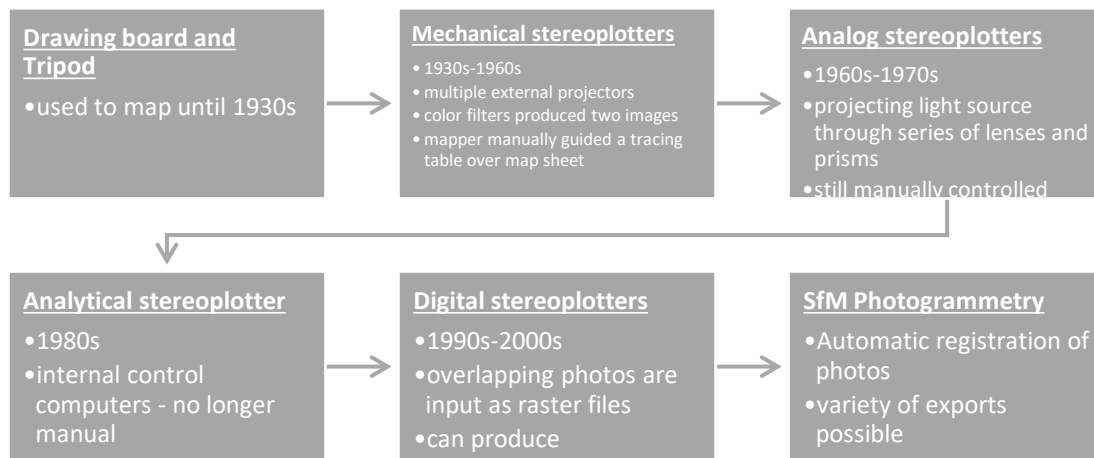 Drawing board and
Tripod
•used to map until 1930s
Mechanical stereoplotters
• 1930s-1960s
• multiple external projectors
• color filters produced two images
• mapper manually guided a tracing
table over map sheet
Analog stereoplotters
•1960s-1970s
•projecting light source
through series of lenses and
prisms
•still manually controlled
Analytical stereoplotter
•1980s
•internal control
computers - no longer
manual
Digital stereoplotters
•1990s-2000s
•overlapping photos are
input as raster files
•can produce
SfM Photogrammetry
•Automatic registration of
photos
•variety of exports
possible